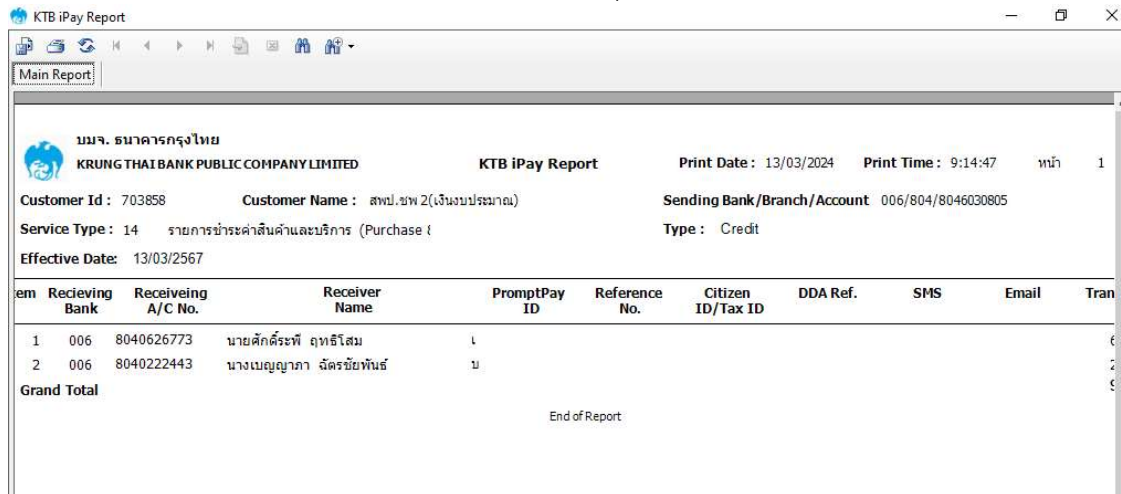 KTB iPay Report
Main Report
บมจ. ธนาคารกรุงไทย
KRUNG THAI BANK PUBLIC COMPANY LIMITED KTB iPay Report Print Date : 13/03/2024 Print Time : 9:14:47 หน้า 1
Customer Id : 703858 Customer Name : สพป.ชพ 2(เงินงบประมาณ) Sending Bank/Branch/Account 006/804/8046030805
Service Type : 14 รายการชำระค่าสินค้าและบริการ (Purchase Type : Credit
Effective Date: 13/03/2567
em Recieving Receiveing Receiver PromptPay Reference Citizen DDA Ref. SMS Email Tran
Bank A/C No. Name ID No. ID/Tax ID
1 006 8040626773 นายศักดิ์ระพี ฤทธิโสม เ
2 006 8040222443 นางเบญญาภา ฉัตรชัยพันธ์ บ
Grand Total
End of Report